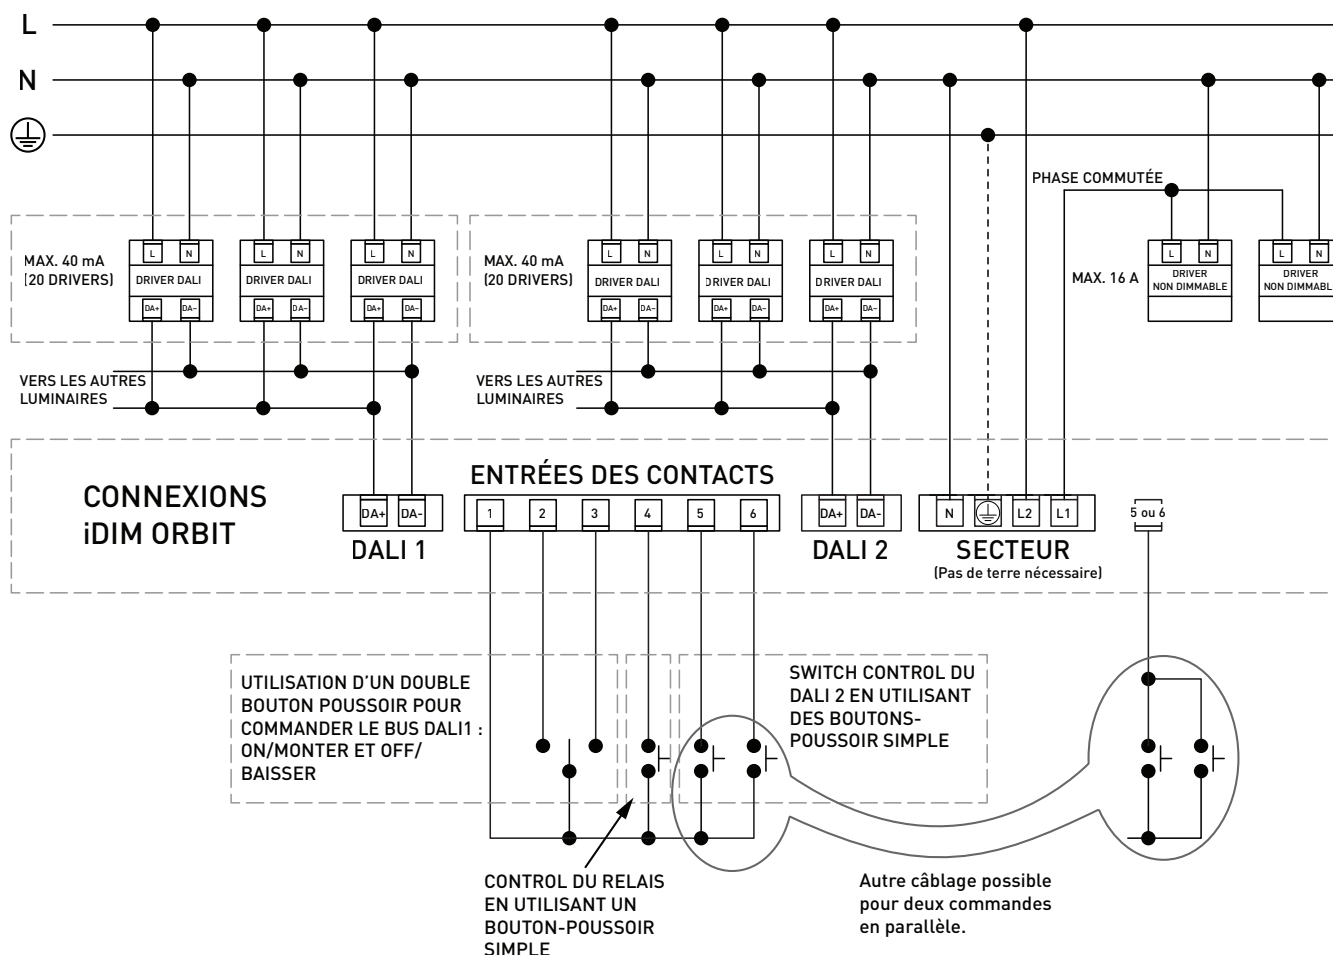 L
N
PHASE COMMUTÉE
MAX. 40 mA
(20 DRIVERS)
L N
DRIVER DALI
DA+ DA-
L N
DRIVER DALI
DA+ DA-
L N
DRIVER DALI
DA+ DA-
MAX. 40 mA
(20 DRIVERS)
L N
DRIVER DALI
DA+ DA-
L N
DRIVER DALI
DA+ DA-
L N
DRIVER DALI
DA+ DA-
MAX. 16 A
L N
DRIVER
NON DIMMABLE
L N
DRIVER
NON DIMMABLE
VERS LES AUTRES
LUMINAIRES
VERS LES AUTRES
LUMINAIRES
CONNEXIONS
iDIM ORBIT
DA+ DA-
DALI 1
ENTRÉES DES CONTACTS
1 2 3 4 5 6
DA+ DA-
DALI 2
N L2 L1
SECTEUR
(Pas de terre nécessaire)
5 ou 6
UTILISATION D'UN DOUBLE
BOUTON POUSSOIR POUR
COMMANDER LE BUS DALI1 :
ON/MONTER ET OFF/
BAISSER
SWITCH CONTROL DU
DALI 2 EN UTILISANT
DES BOUTONS-
POUSSOIR SIMPLE
CONTROL DU RELAIS
EN UTILISANT UN
BOUTON-POUSSOIR
SIMPLE
Autre câblage possible
pour deux commandes
en parallèle.